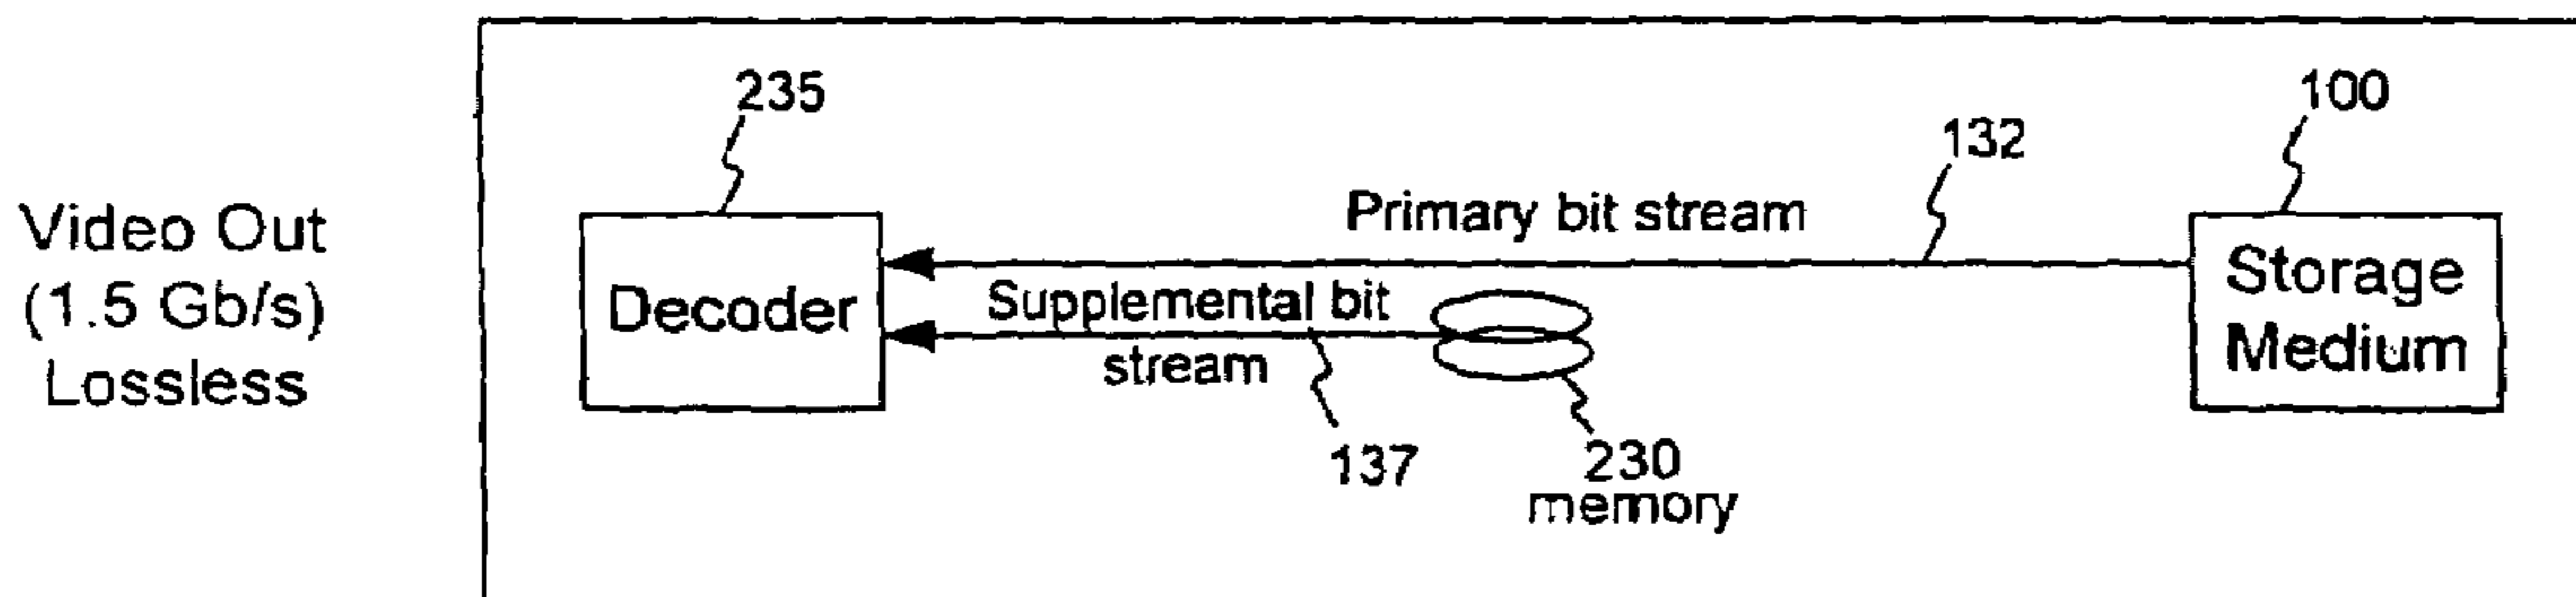 235
100
132
Video Out
(1.5 Gb/s)
Lossless
Primary bit stream
Decoder
Supplemental bit
stream
Storage
Medium
137
230
memory